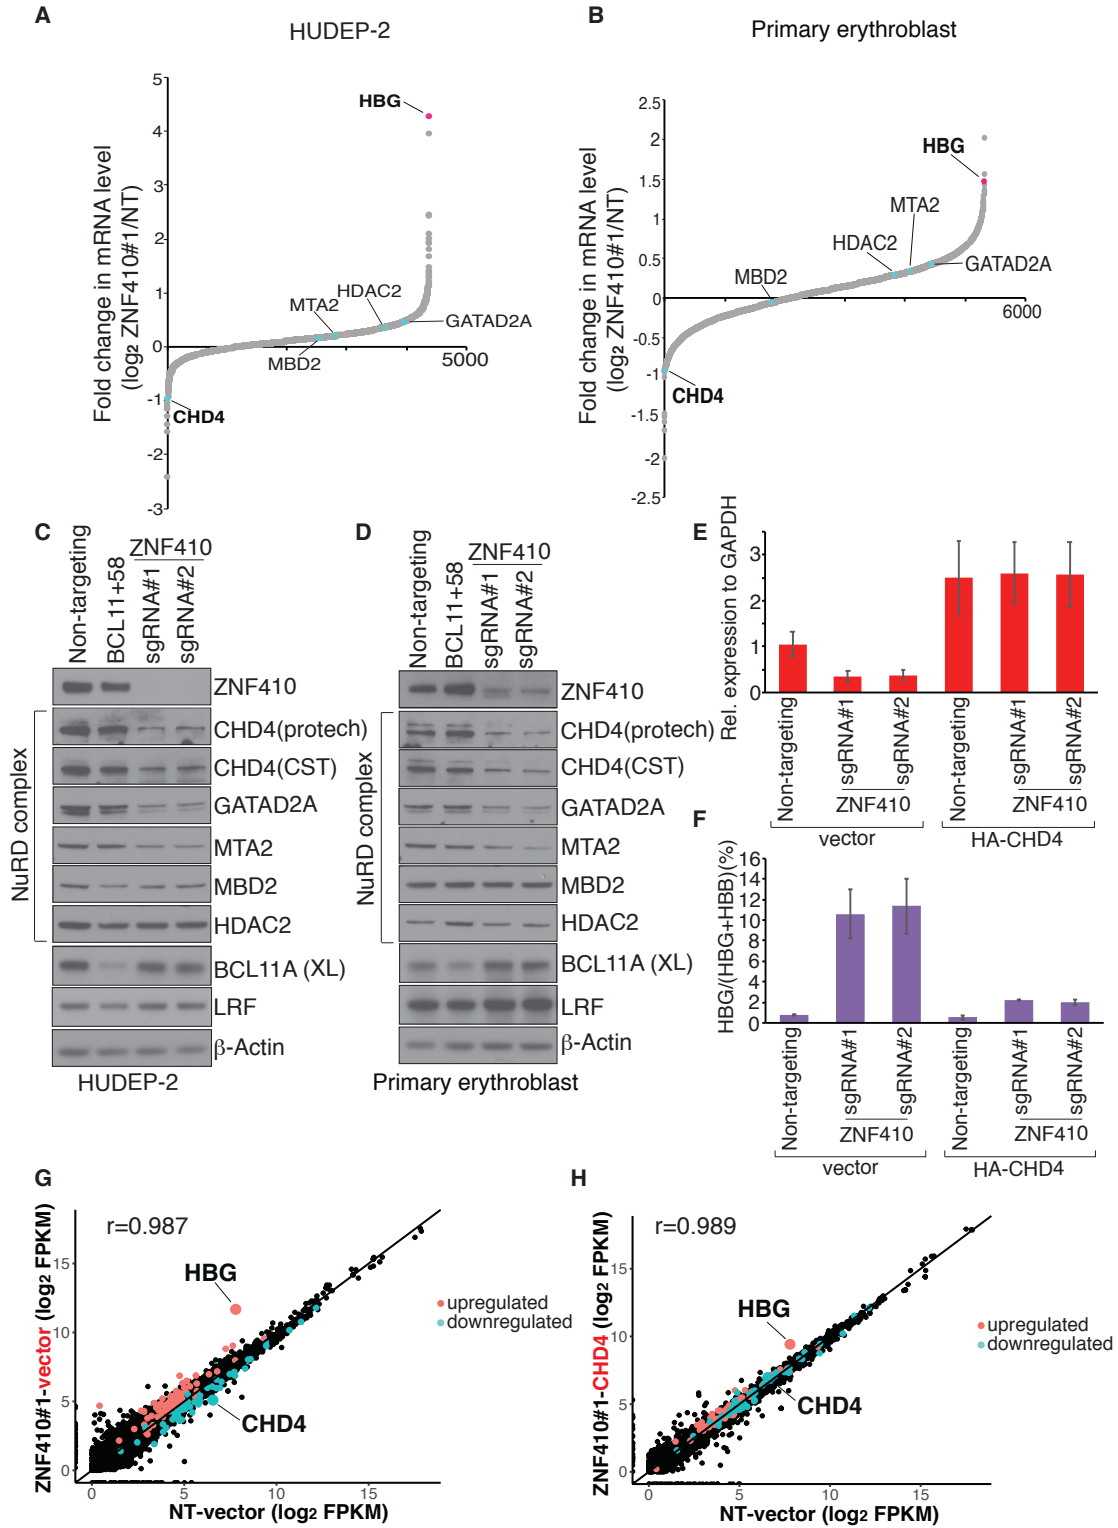 A
HUDEP-2
Fold change in mRNA level
(log2 ZNF410#1/NT)
5
4
3
2
1
0
-1
-2
-3
5000
HBG
MTA2
HDAC2
GATAD2A
MBD2
CHD4
B
Primary erythroblast
Fold change in mRNA level
(log2 ZNF410#1/NT)
2.5
2
1.5
1
0.5
0
-0.5
-1
-1.5
-2
-2.5
6000
HBG
MTA2
HDAC2
MBD2
GATAD2A
CHD4
C
Non-targeting
BCL11+58
ZNF410
sgRNA#1
sgRNA#2
NuRD complex
ZNF410
CHD4(protech)
CHD4(CST)
GATAD2A
MTA2
MBD2
HDAC2
BCL11A (XL)
LRF
β-Actin
HUDEP-2
D
Non-targeting
BCL11+58
ZNF410
sgRNA#1
sgRNA#2
NuRD complex
ZNF410
CHD4(protech)
CHD4(CST)
GATAD2A
MTA2
MBD2
HDAC2
BCL11A (XL)
LRF
β-Actin
Primary erythroblast
E
Rel. expression to GAPDH
3
2
1
0
Non-targeting
sgRNA#1
sgRNA#2
ZNF410
vector
Non-targeting
sgRNA#1
sgRNA#2
ZNF410
HA-CHD4
F
HBG/(HBG+HBB)(%)
16
14
12
10
8
6
4
2
0
Non-targeting
sgRNA#1
sgRNA#2
ZNF410
vector
Non-targeting
sgRNA#1
sgRNA#2
ZNF410
HA-CHD4
G
ZNF410#1-vector (log2 FPKM)
r=0.987
HBG
CHD4
upregulated
downregulated
15
10
5
0
0
5
10
15
NT-vector (log2 FPKM)
H
ZNF410#1-CHD4 (log2 FPKM)
r=0.989
HBG
CHD4
upregulated
downregulated
15
10
5
0
0
5
10
15
NT-vector (log2 FPKM)